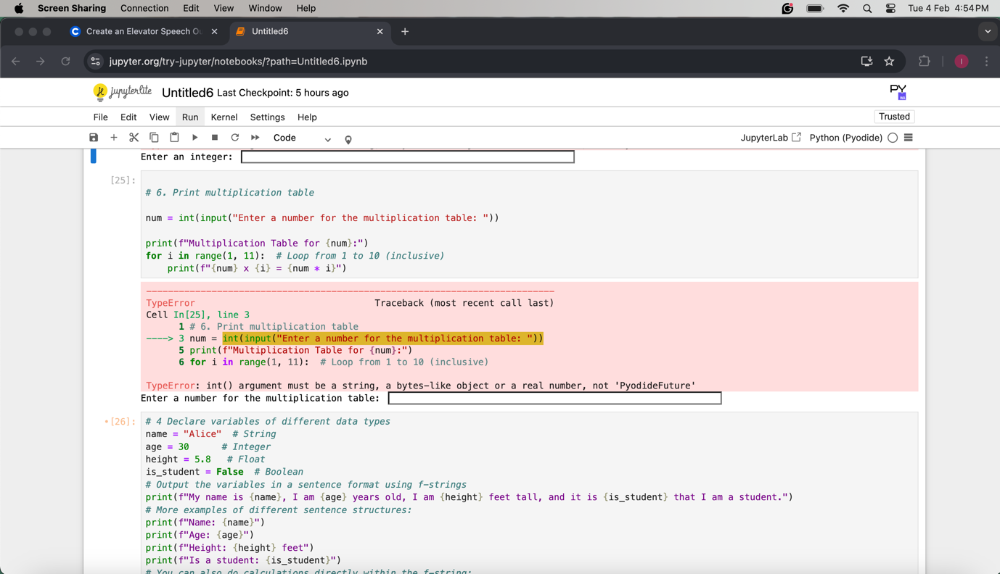 Screen Sharing Connection Edit View Window Help Tue 4 Feb 4:54 PM
Create an Elevator Speech Ou Untitled6
jupyter.org/try-jupyter/notebooks/?path=Untitled6.ipynb I
jupyterlite Untitled6 Last Checkpoint: 5 hours ago PY
File Edit View Run Kernel Settings Help Trusted
Code JupyterLab Python (Pyodide)
Enter an integer:
[25]:
# 6. Print multiplication table
num = int(input("Enter a number for the multiplication table: "))
print(f"Multiplication Table for {num}:")
for i in range(1, 11):  # Loop from 1 to 10 (inclusive)
    print(f"{num} x {i} = {num * i}")
---------------------------------------------------------------------------
TypeError                                 Traceback (most recent call last)
Cell In[25], line 3
      1 # 6. Print multiplication table
----> 3 num = int(input("Enter a number for the multiplication table: "))
      5 print(f"Multiplication Table for {num}:")
      6 for i in range(1, 11):  # Loop from 1 to 10 (inclusive)
TypeError: int() argument must be a string, a bytes-like object or a real number, not 'PyodideFuture'
Enter a number for the multiplication table:
•[26]: # 4 Declare variables of different data types
name = "Alice"  # String
age = 30      # Integer
height = 5.8   # Float
is_student = False  # Boolean
# Output the variables in a sentence format using f-strings
print(f"My name is {name}, I am {age} years old, I am {height} feet tall, and it is {is_student} that I am a student.")
# More examples of different sentence structures:
print(f"Name: {name}")
print(f"Age: {age}")
print(f"Height: {height} feet")
print(f"Is a student: {is_student}")
# You can also do calculations directly within the f-string: